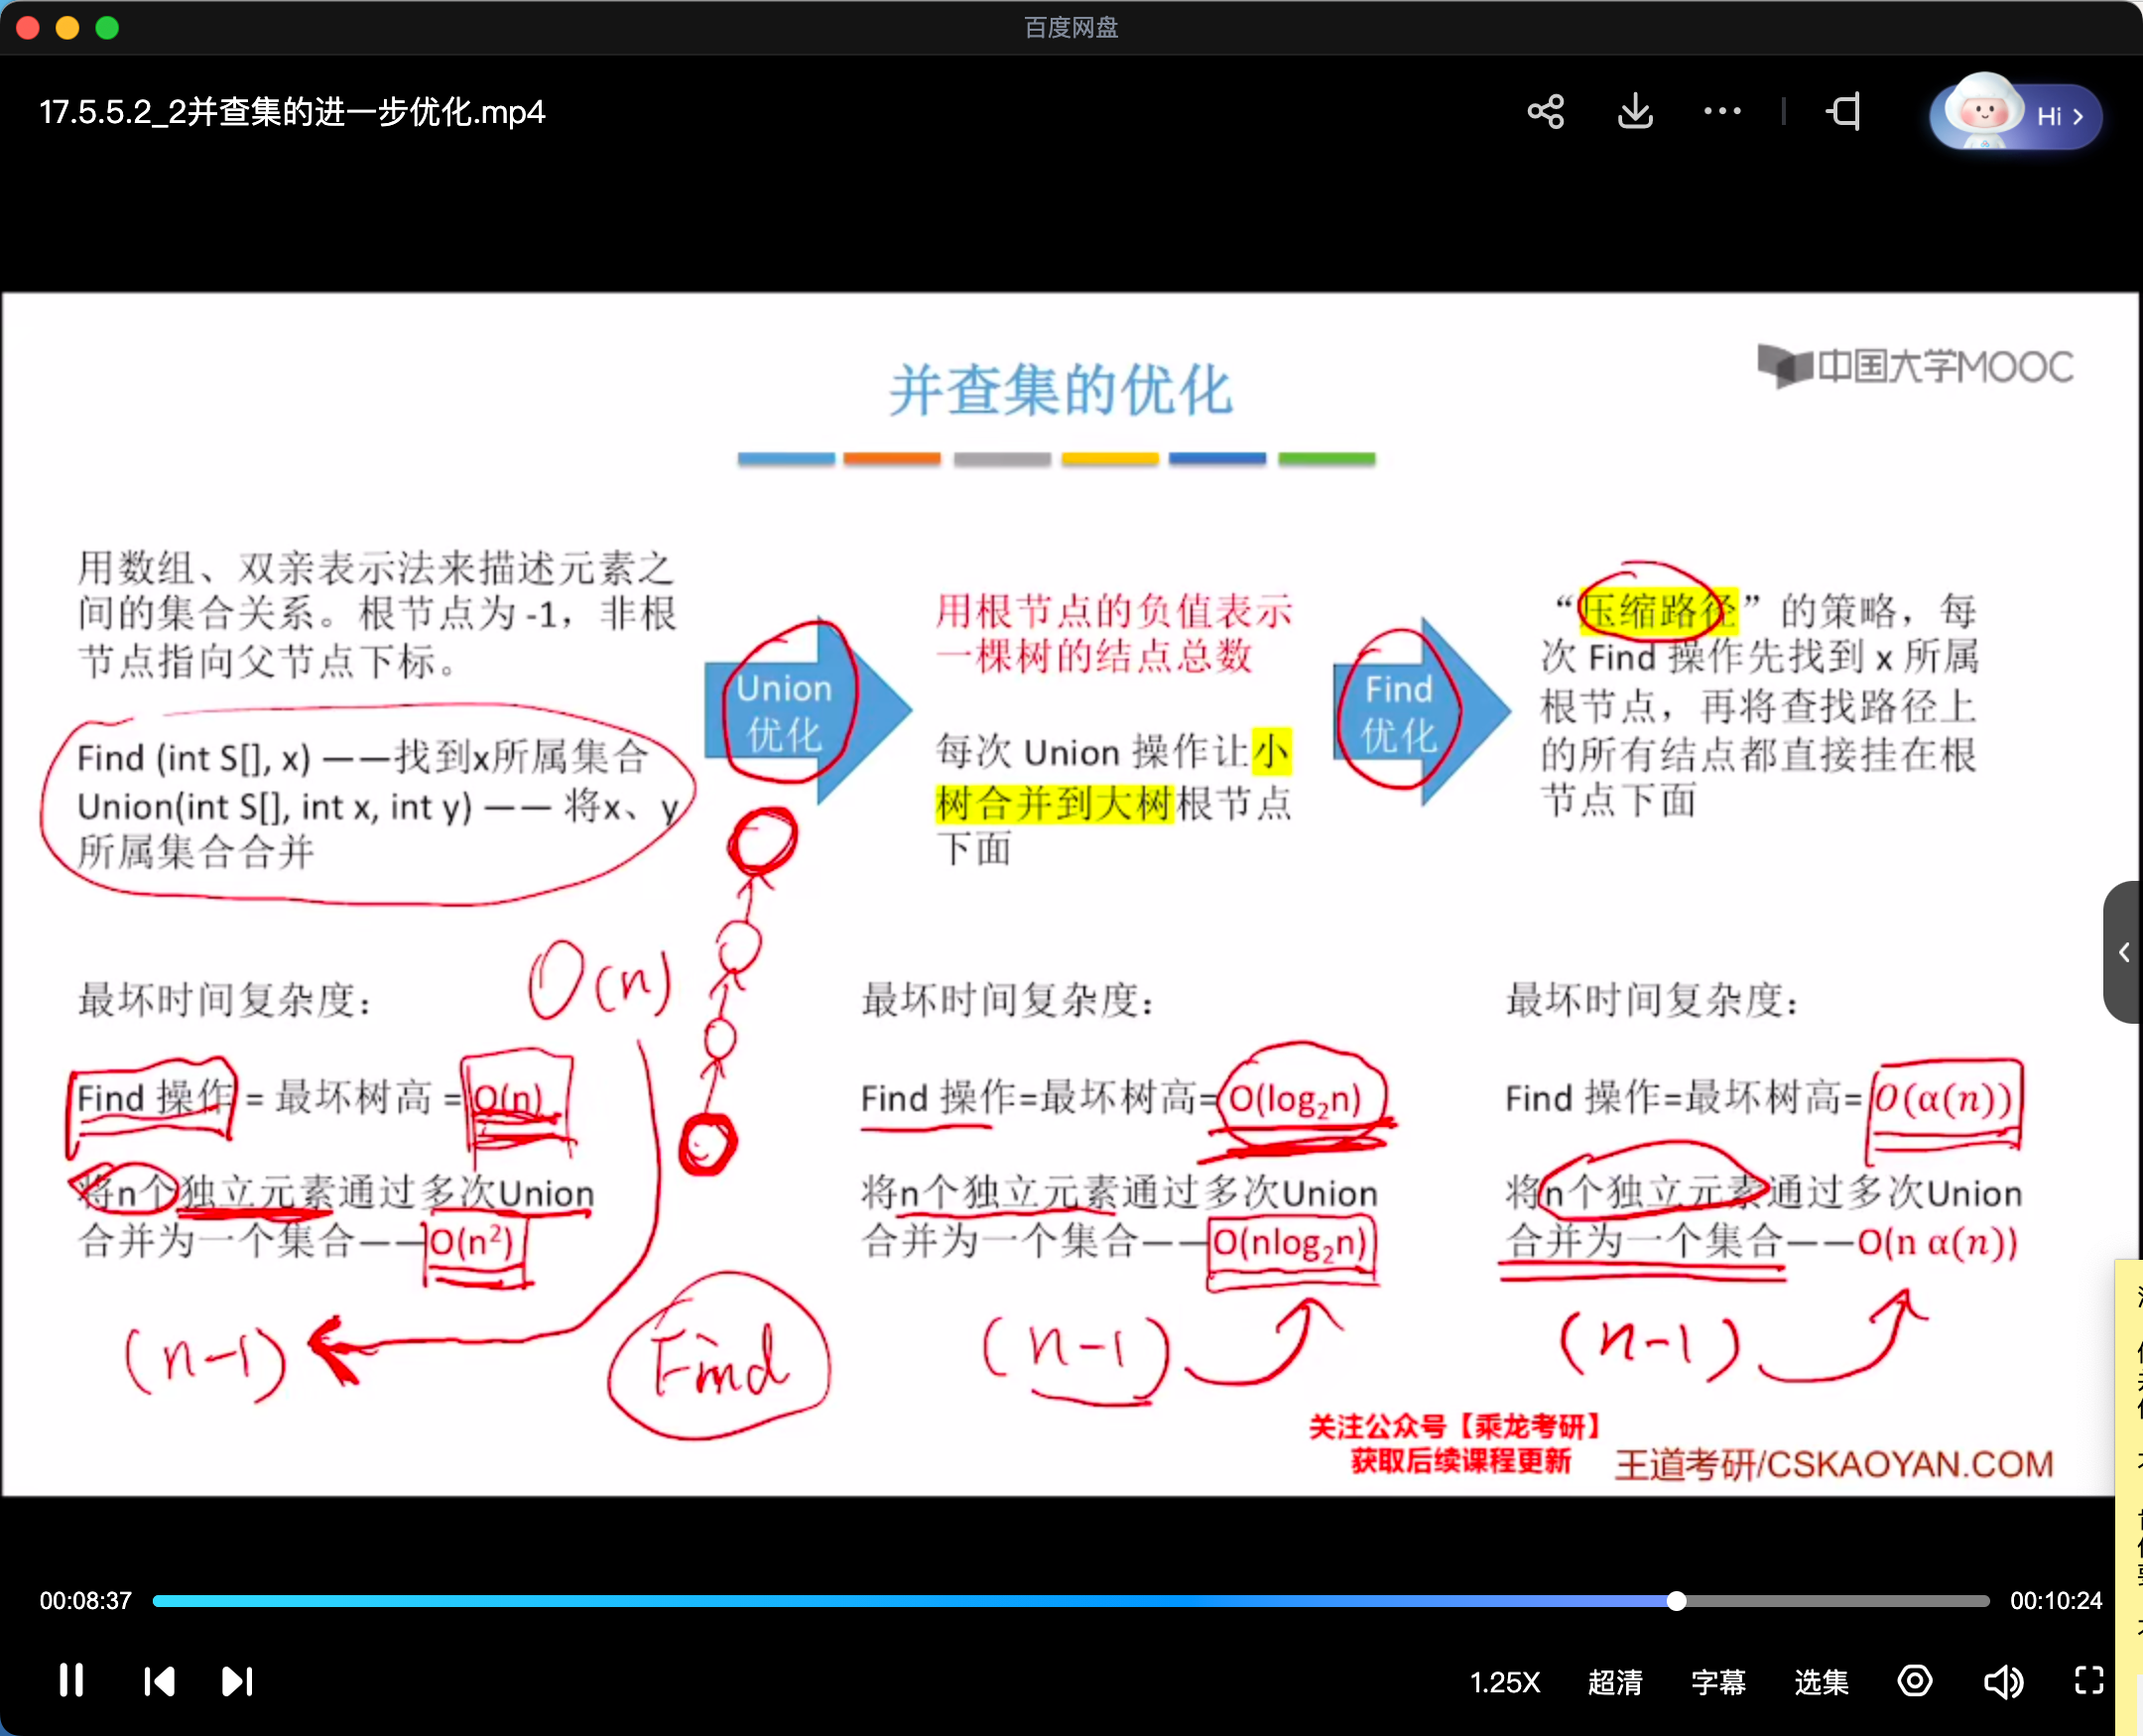 百度网盘
17.5.5.2_2并查集的进一步优化.mp4
Hi
中国大学MOOC
并查集的优化
用数组、双亲表示法来描述元素之
间的集合关系。根节点为 -1，非根
节点指向父节点下标。
Find (int S[], x) ——找到x所属集合
Union(int S[], int x, int y) —— 将x、y
所属集合合并
Union
优化
用根节点的负值表示
一棵树的结点总数
每次 Union 操作让小
树合并到大树根节点
下面
Find
优化
“压缩路径”的策略，每
次 Find 操作先找到 x 所属
根节点，再将查找路径上
的所有结点都直接挂在根
节点下面
最坏时间复杂度：
O(n)
Find 操作 = 最坏树高 = O(n)
将n个独立元素通过多次Union
合并为一个集合——O(n²)
(n-1)
Find
最坏时间复杂度：
Find 操作=最坏树高=O(log₂n)
将n个独立元素通过多次Union
合并为一个集合——O(nlog₂n)
(n-1)
最坏时间复杂度：
Find 操作=最坏树高=O(α(n))
将n个独立元素通过多次Union
合并为一个集合——O(n α(n))
(n-1)
关注公众号【乘龙考研】
获取后续课程更新
王道考研/CSKAOYAN.COM
00:08:37
00:10:24
1.25X
超清
字幕
选集